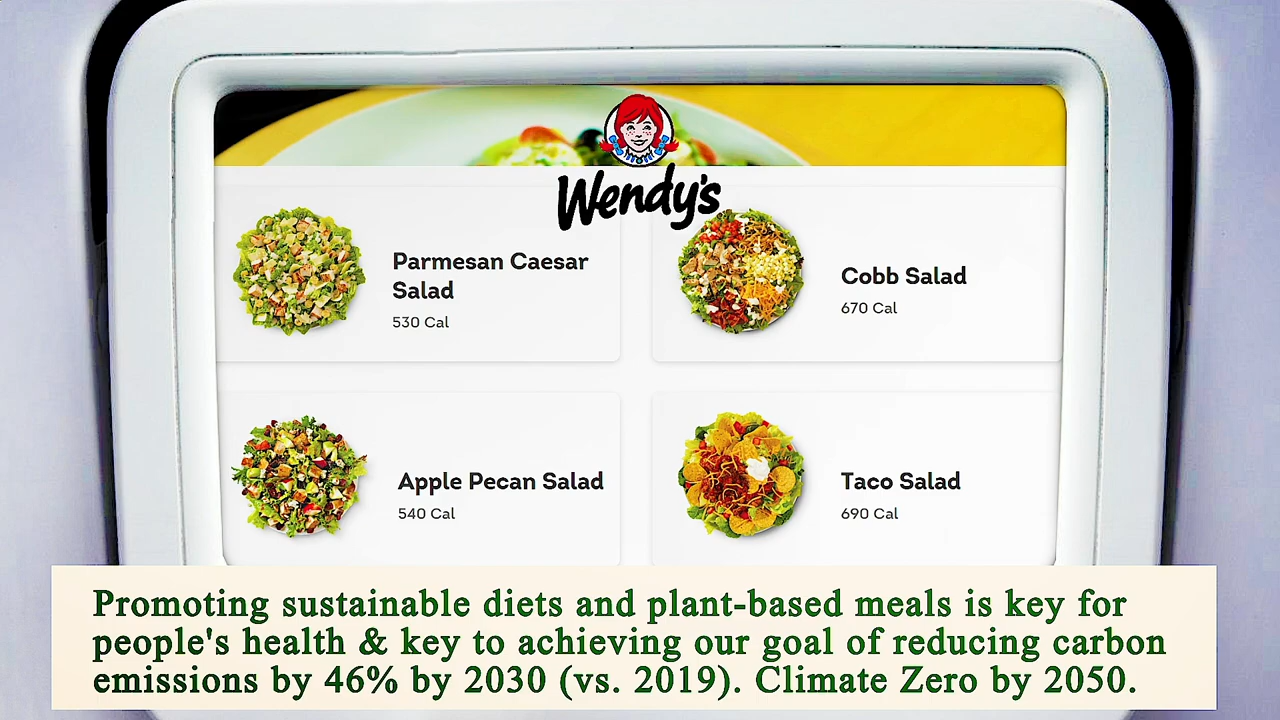 Wendy's
Parmesan Caesar
Salad
530 Cal
Cobb Salad
670 Cal
Apple Pecan Salad
540 Cal
Taco Salad
690 Cal
Promoting sustainable diets and plant-based meals is key for
people's health & key to achieving our goal of reducing carbon
emissions by 46% by 2030 (vs. 2019). Climate Zero by 2050.